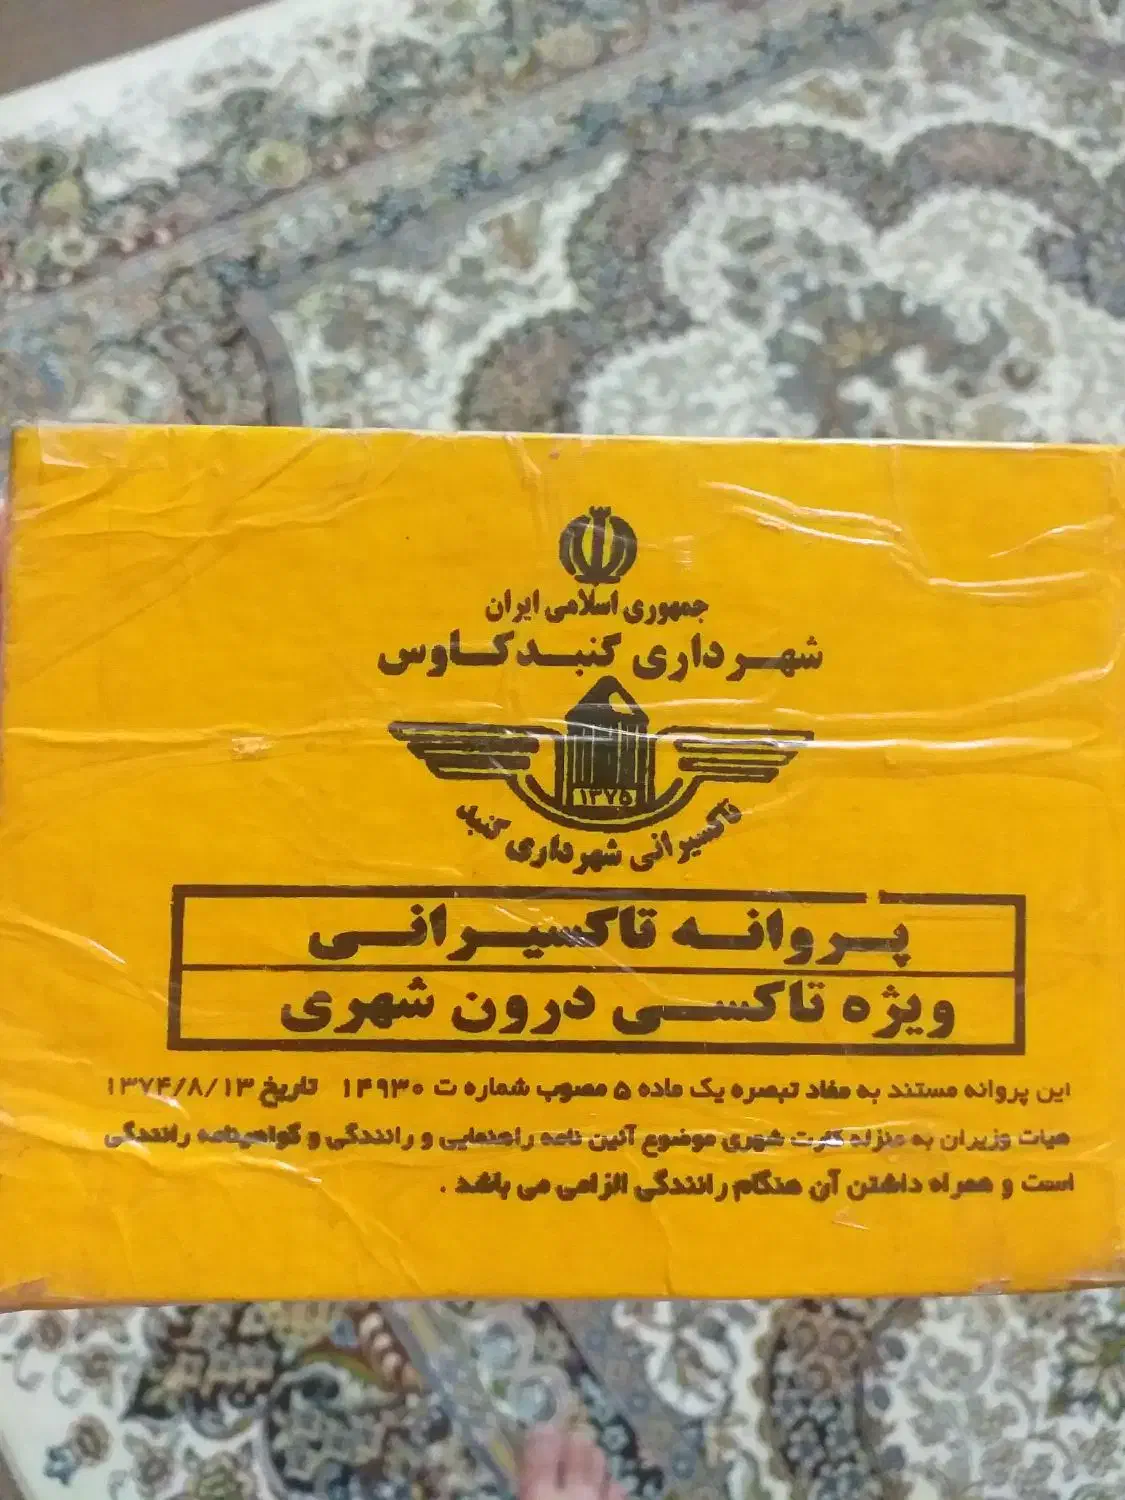 جمهوری اسلامی ایران
شهرداری گنبدکاوس
۱۳۷۵
تاکسیرانی شهرداری گنبد
پروانه تاکسیرانی
ویژه تاکسی درون شهری
این پروانه مستند به مفاد تبصره یک ماده ۵ مصوب شماره ت ۱۴۹۳۰ تاریخ ۱۳۷۴/۸/۱۳
هیات وزیران به منزله کارت شهری موضوع آئین نامه راهنمایی و رانندگی و گواهینامه رانندگی
است و همراه داشتن آن هنگام رانندگی الزامی می باشد .